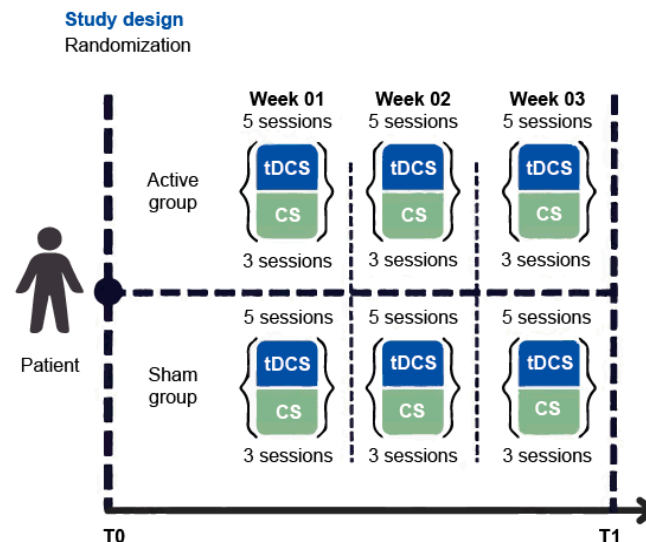 Study design
Randomization
Week 01
Week 02
Week 03
5 sessions
5 sessions
5 sessions
Active
group
tDCS
tDCS
tDCS
CS
CS
CS
3 sessions
3 sessions
3 sessions
Patient
5 sessions
5 sessions
5 sessions
Sham
group
tDCS
tDCS
tDCS
CS
CS
CS
3 sessions
3 sessions
3 sessions
T0
T1